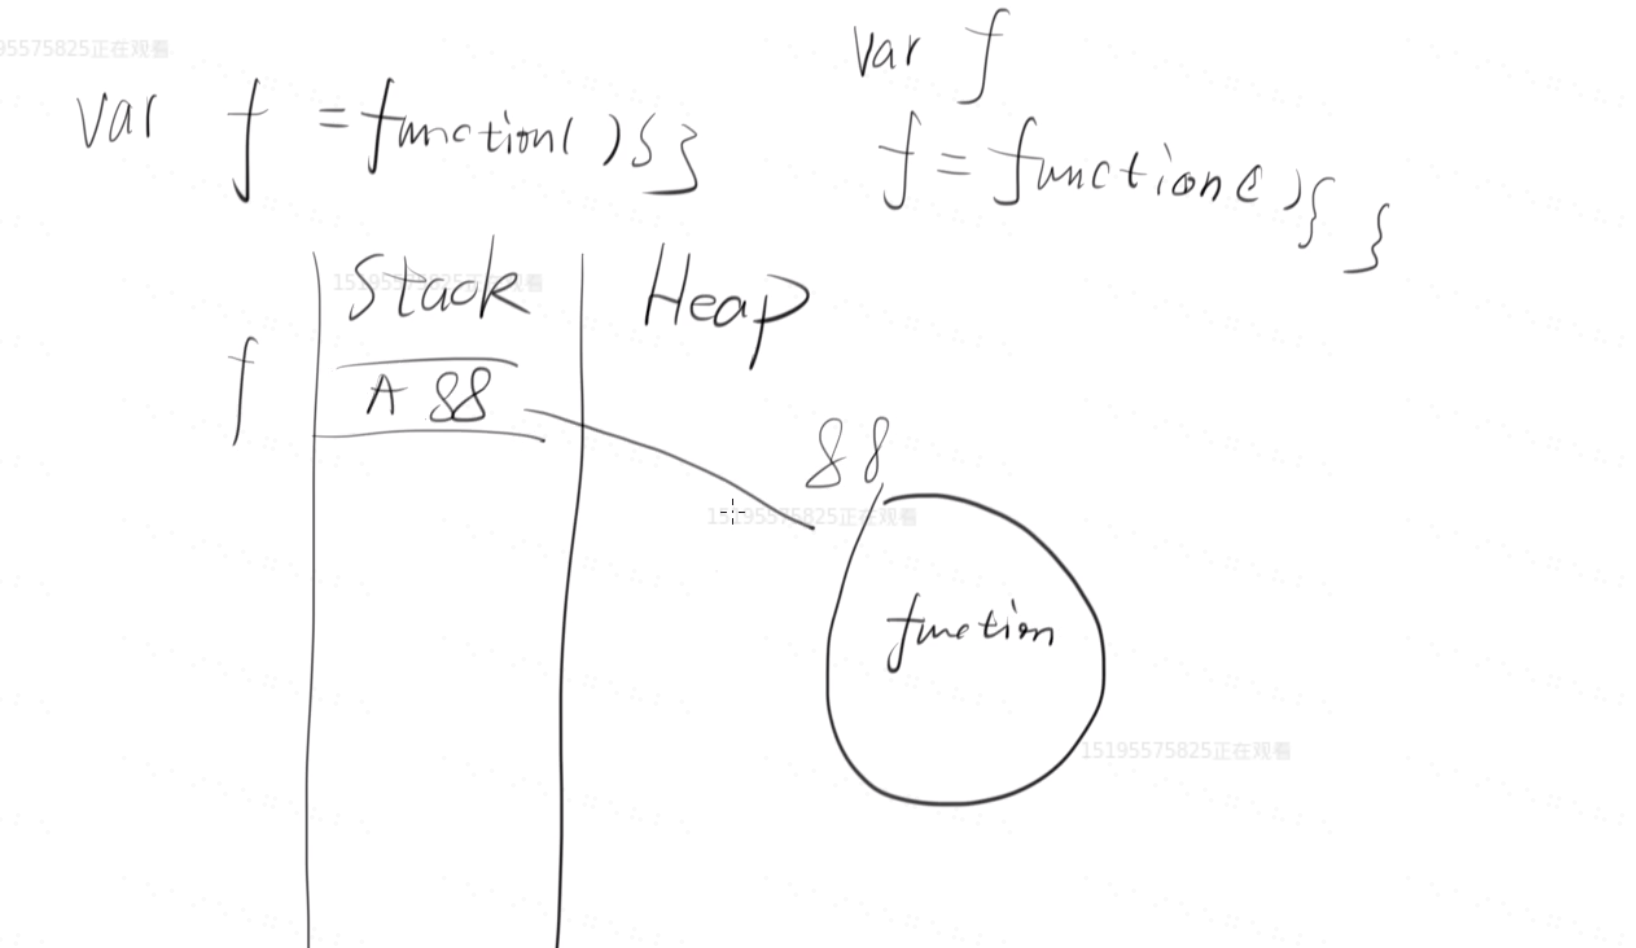 95575825正在观看
var f = function( ){ }
var f
f = function( ){ }
Stack
Heap
15195575825正在观看
f
A 88
88
15195575825正在观看
function
15195575825正在观看